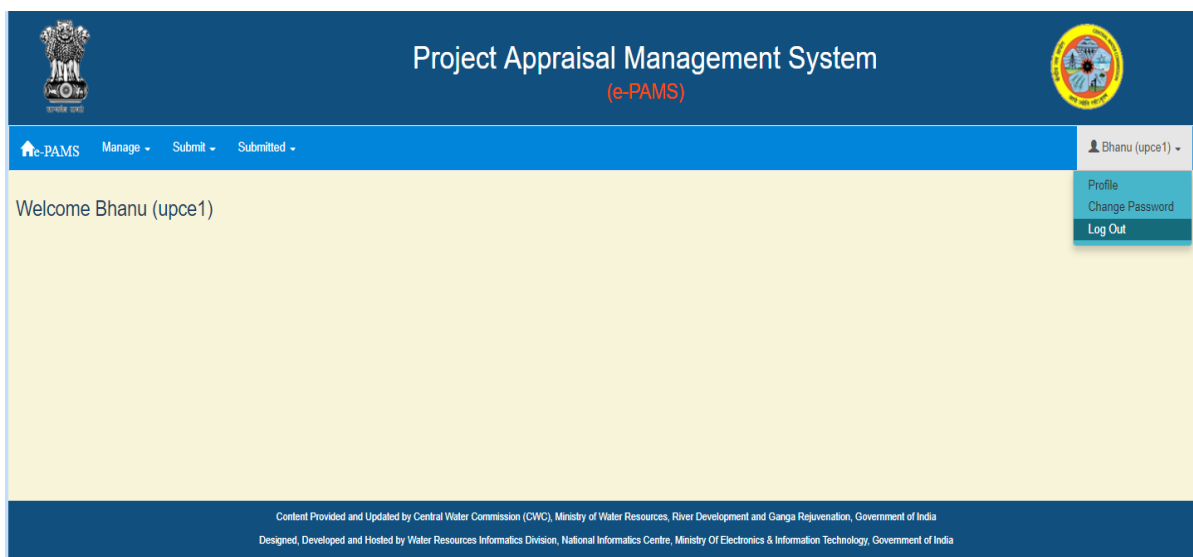 Project Appraisal Management System
(e-PAMS)
e-PAMS Manage Submit Submitted Bhanu (upce1)
Profile
Change Password
Log Out
Welcome Bhanu (upce1)
Content Provided and Updated by Central Water Commission (CWC), Ministry of Water Resources, River Development and Ganga Rejuvenation, Government of India
Designed, Developed and Hosted by Water Resources Informatics Division, National Informatics Centre, Ministry Of Electronics & Information Technology, Government of India